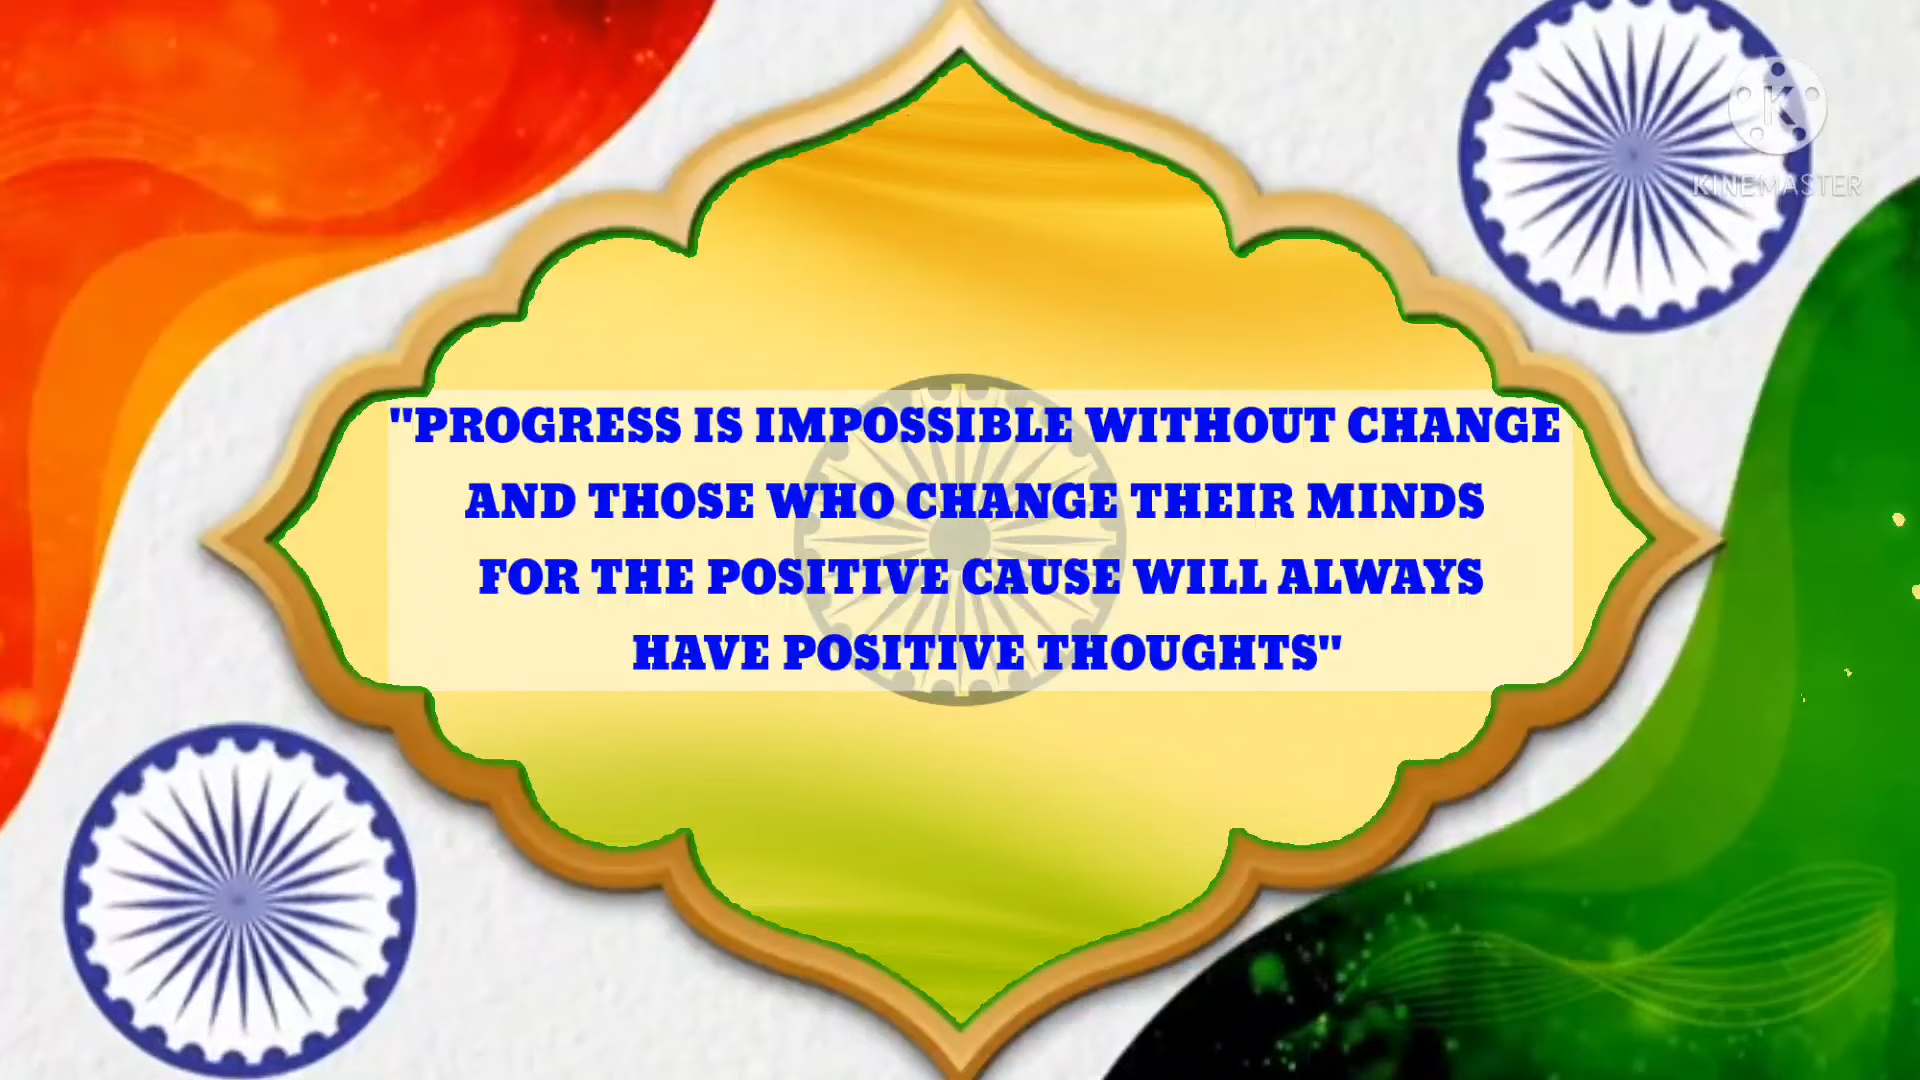 "PROGRESS IS IMPOSSIBLE WITHOUT CHANGE
AND THOSE WHO CHANGE THEIR MINDS
FOR THE POSITIVE CAUSE WILL ALWAYS
HAVE POSITIVE THOUGHTS"
K
KINEMASTER